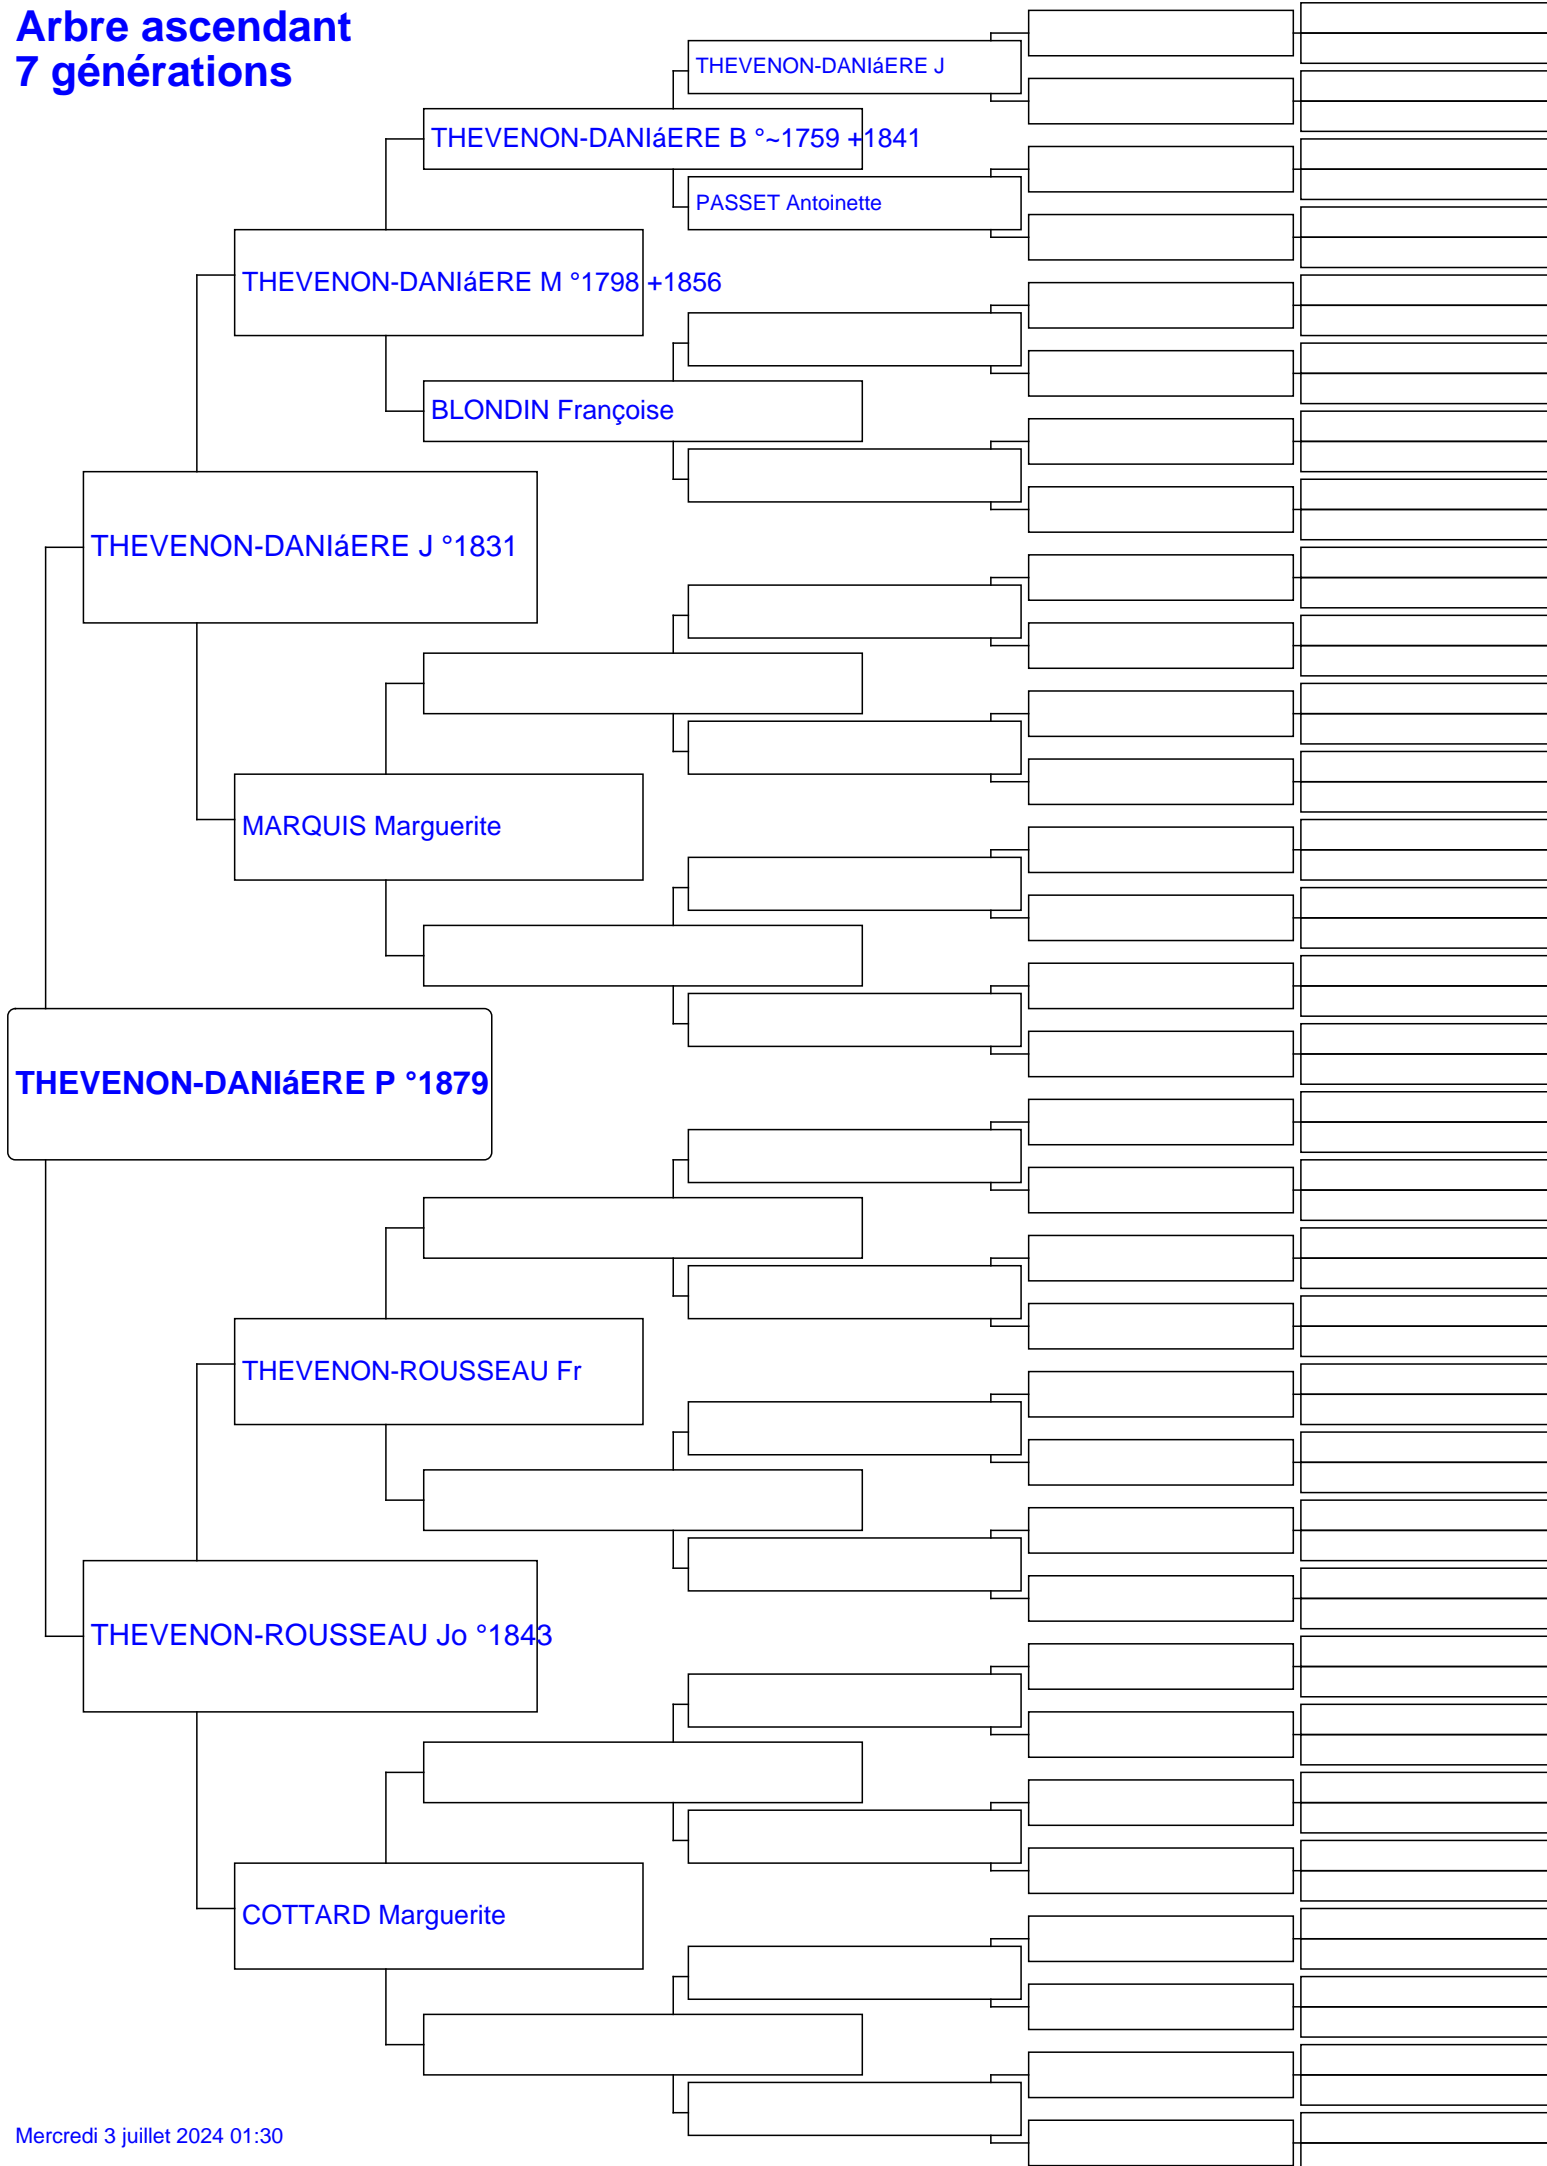 Arbre ascendant
7 générations
THEVENON-DANIáERE J
THEVENON-DANIáERE B °~1759 +1841
PASSET Antoinette
THEVENON-DANIáERE M °1798 +1856
BLONDIN Françoise
THEVENON-DANIáERE J °1831
MARQUIS Marguerite
THEVENON-DANIáERE P °1879
THEVENON-ROUSSEAU Fr
THEVENON-ROUSSEAU Jo °1843
COTTARD Marguerite
Mercredi 3 juillet 2024 01:30